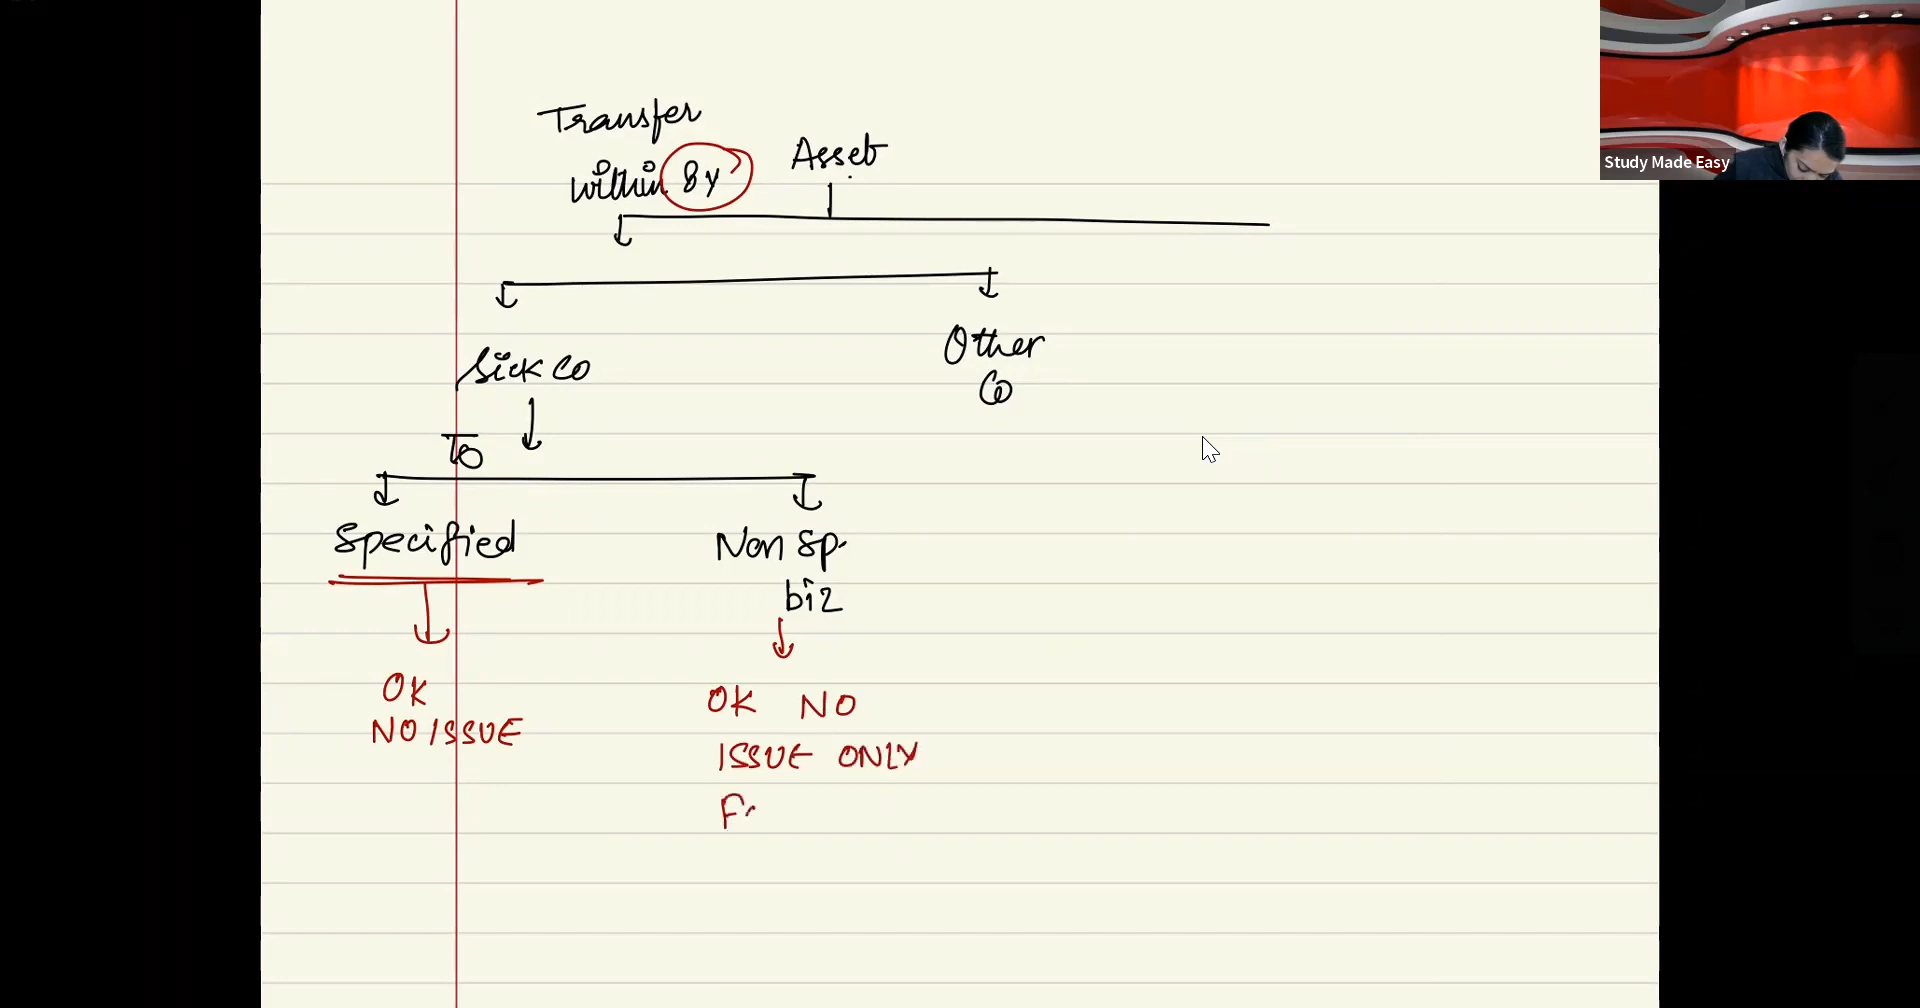 Transfer
within 8y
Asset
Sick Co
Other
Co
To
Specified
Non sp.
biz
OK
NO ISSUE
OK NO
ISSUE ONLY
Study Made Easy